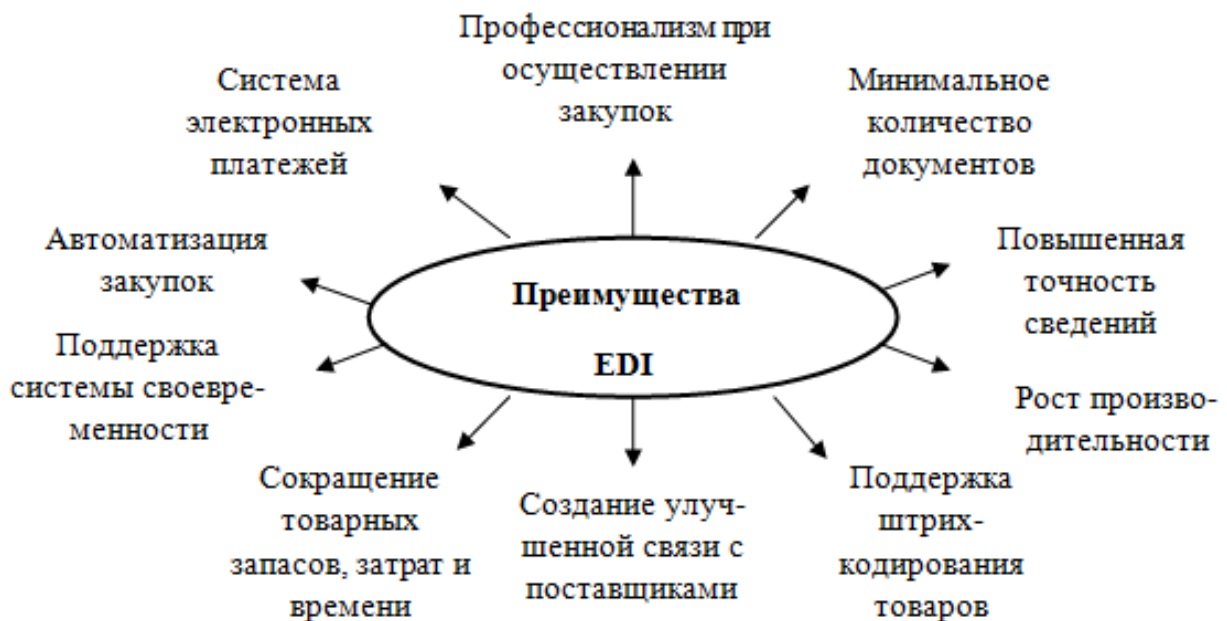 Профессионализм при
осуществлении
закупок
Система
электронных
платежей
Минимальное
количество
документов
Автоматизация
закупок
Повышенная
точность
сведений
Преимущества
EDI
Поддержка
системы своевре-
менности
Рост произво-
дительности
Сокращение
товарных
запасов, затрат и
времени
Создание улуч-
шенной связи с
поставщиками
Поддержка
штрих-
кодирования
товаров